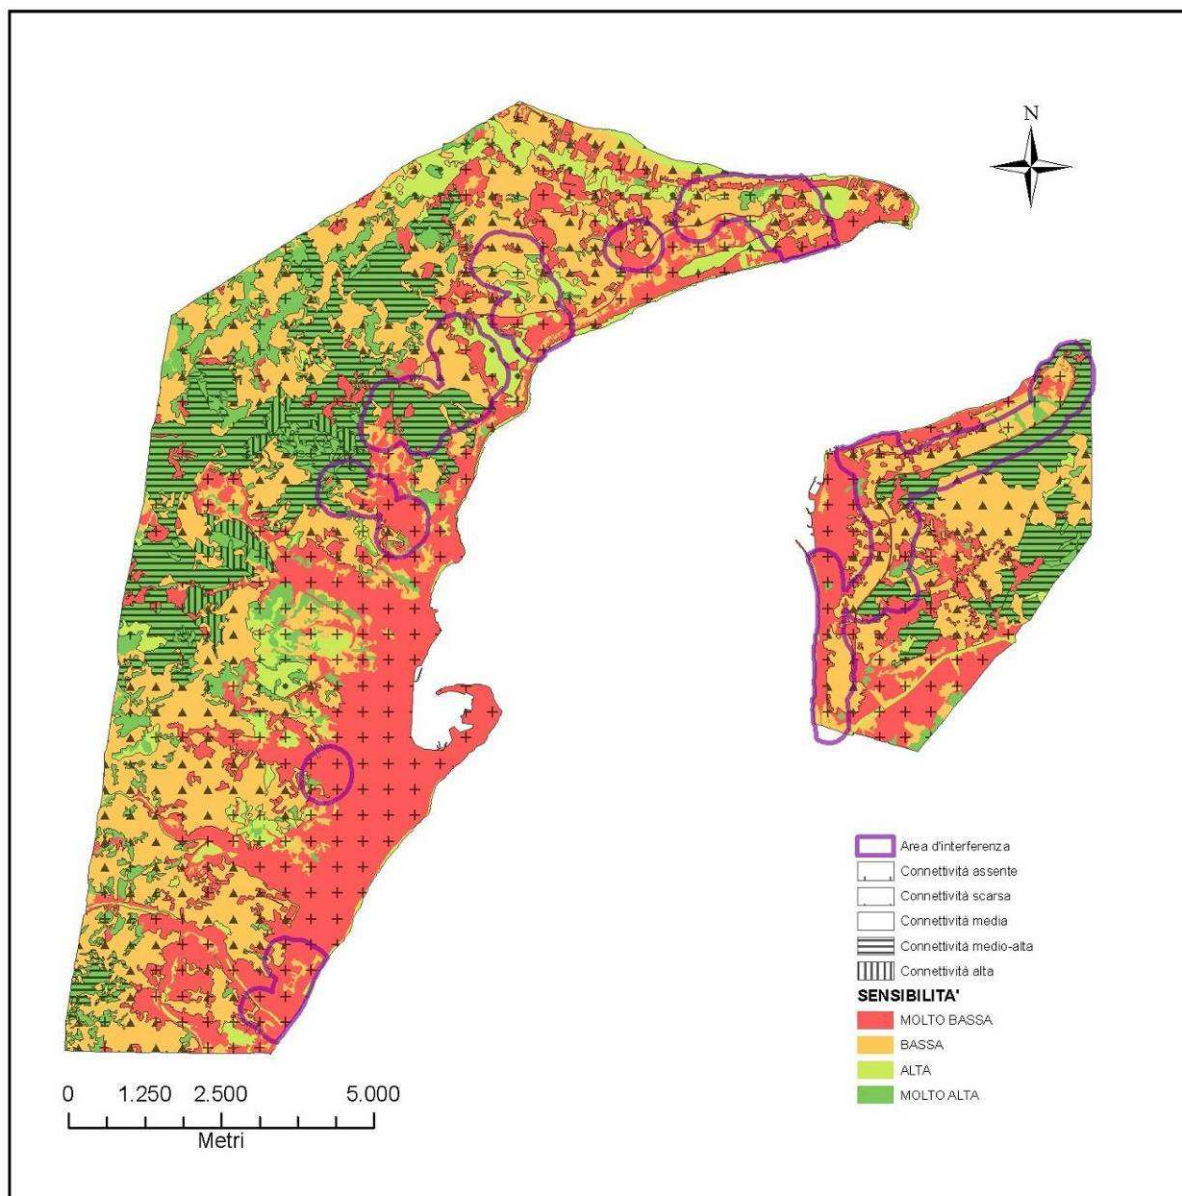 N
Area d'interferenza
Connettività assente
Connettività scarsa
Connettività media
Connettività medio-alta
Connettività alta
SENSIBILITA'
MOLTO BASSA
BASSA
ALTA
MOLTO ALTA
0 1.250 2.500 5.000
Metri